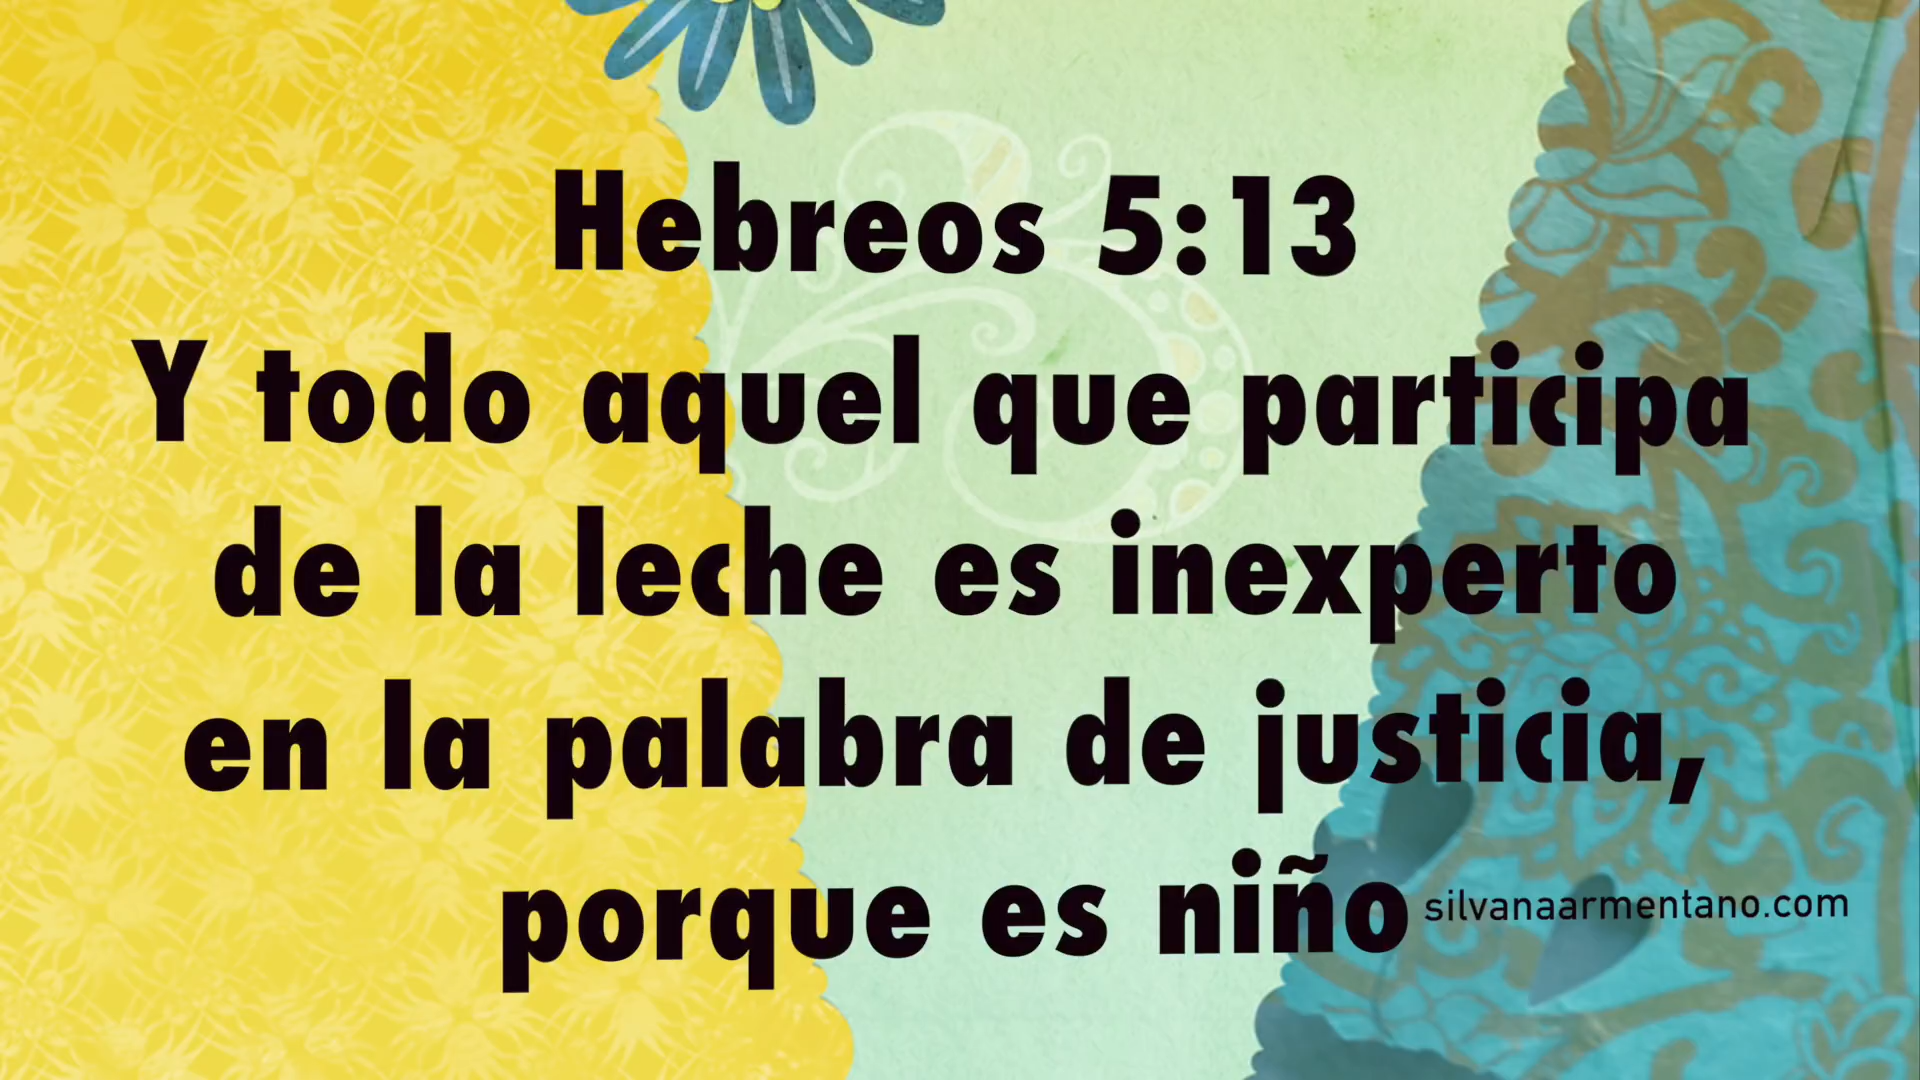 Hebreos 5:13
Y todo aquel que participa
de la leche es inexperto
en la palabra de justicia,
porque es niño
silvanaarmentano.com